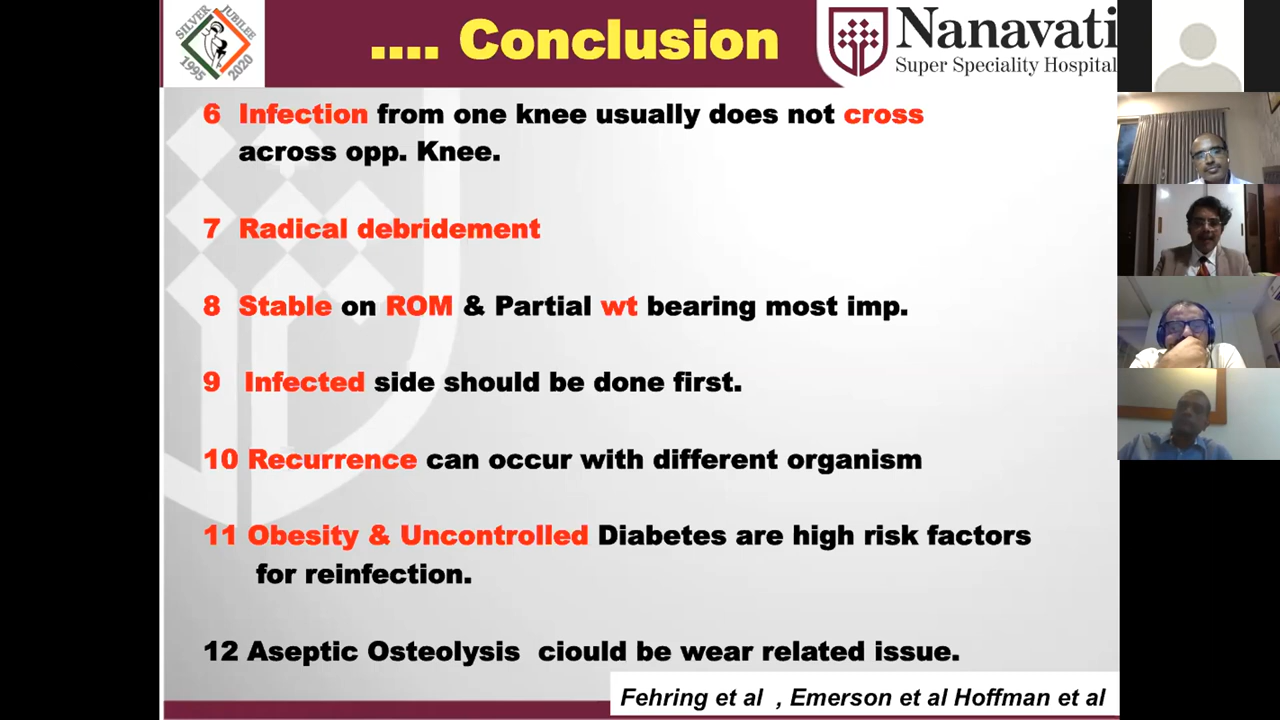 SILVER JUBILEE
1995 2020
.... Conclusion
Nanavati
Super Speciality Hospital
6 Infection from one knee usually does not cross
across opp. Knee.
7 Radical debridement
8 Stable on ROM & Partial wt bearing most imp.
9 Infected side should be done first.
10 Recurrence can occur with different organism
11 Obesity & Uncontrolled Diabetes are high risk factors
for reinfection.
12 Aseptic Osteolysis ciould be wear related issue.
Fehring et al , Emerson et al Hoffman et al